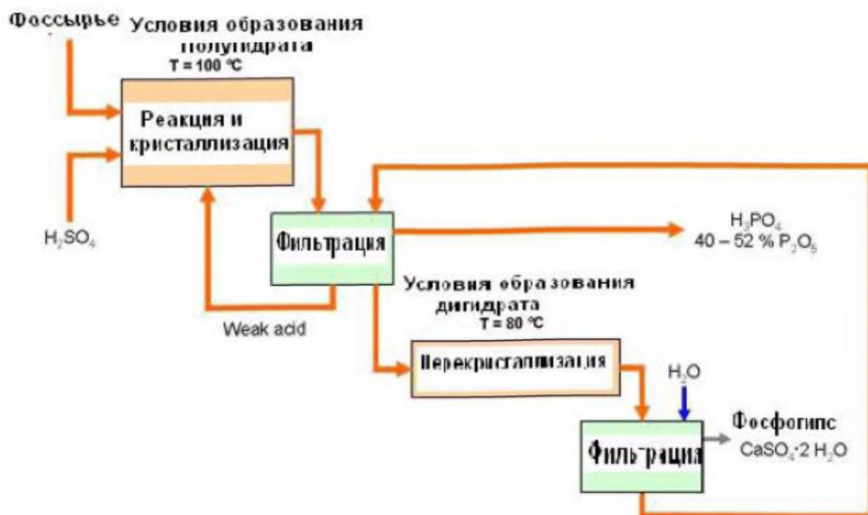 Фоссырье
Условия образования
Полугидрата
T = 100 °C
Реакция и
кристаллизация
H₂SO₄
Фильтрация
H₃PO₄
40 – 52 % P₂O₅
Weak acid
Условия образования
дигидрата
T = 80 °C
Перекристаллизация
H₂O
Фильтрация
Фосфогипс
CaSO₄·2 H₂O